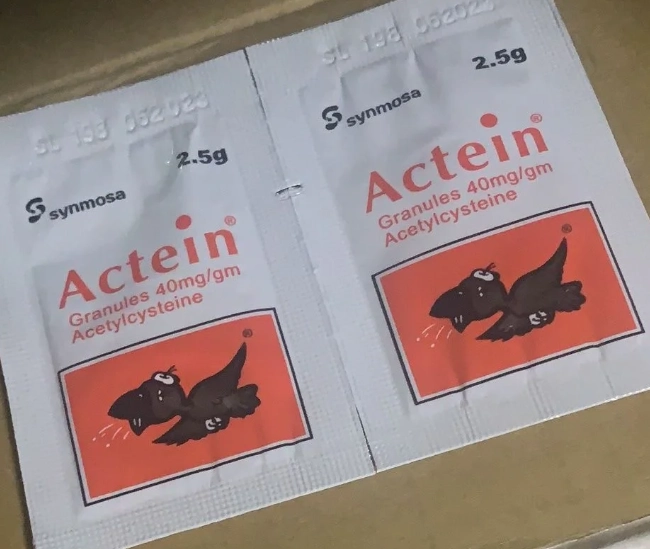 2.5g
synmosa
Actein®
Granules 40mg/gm
Acetylcysteine
®
2.5g
synmosa
Actein®
Granules 40mg/gm
Acetylcysteine
®